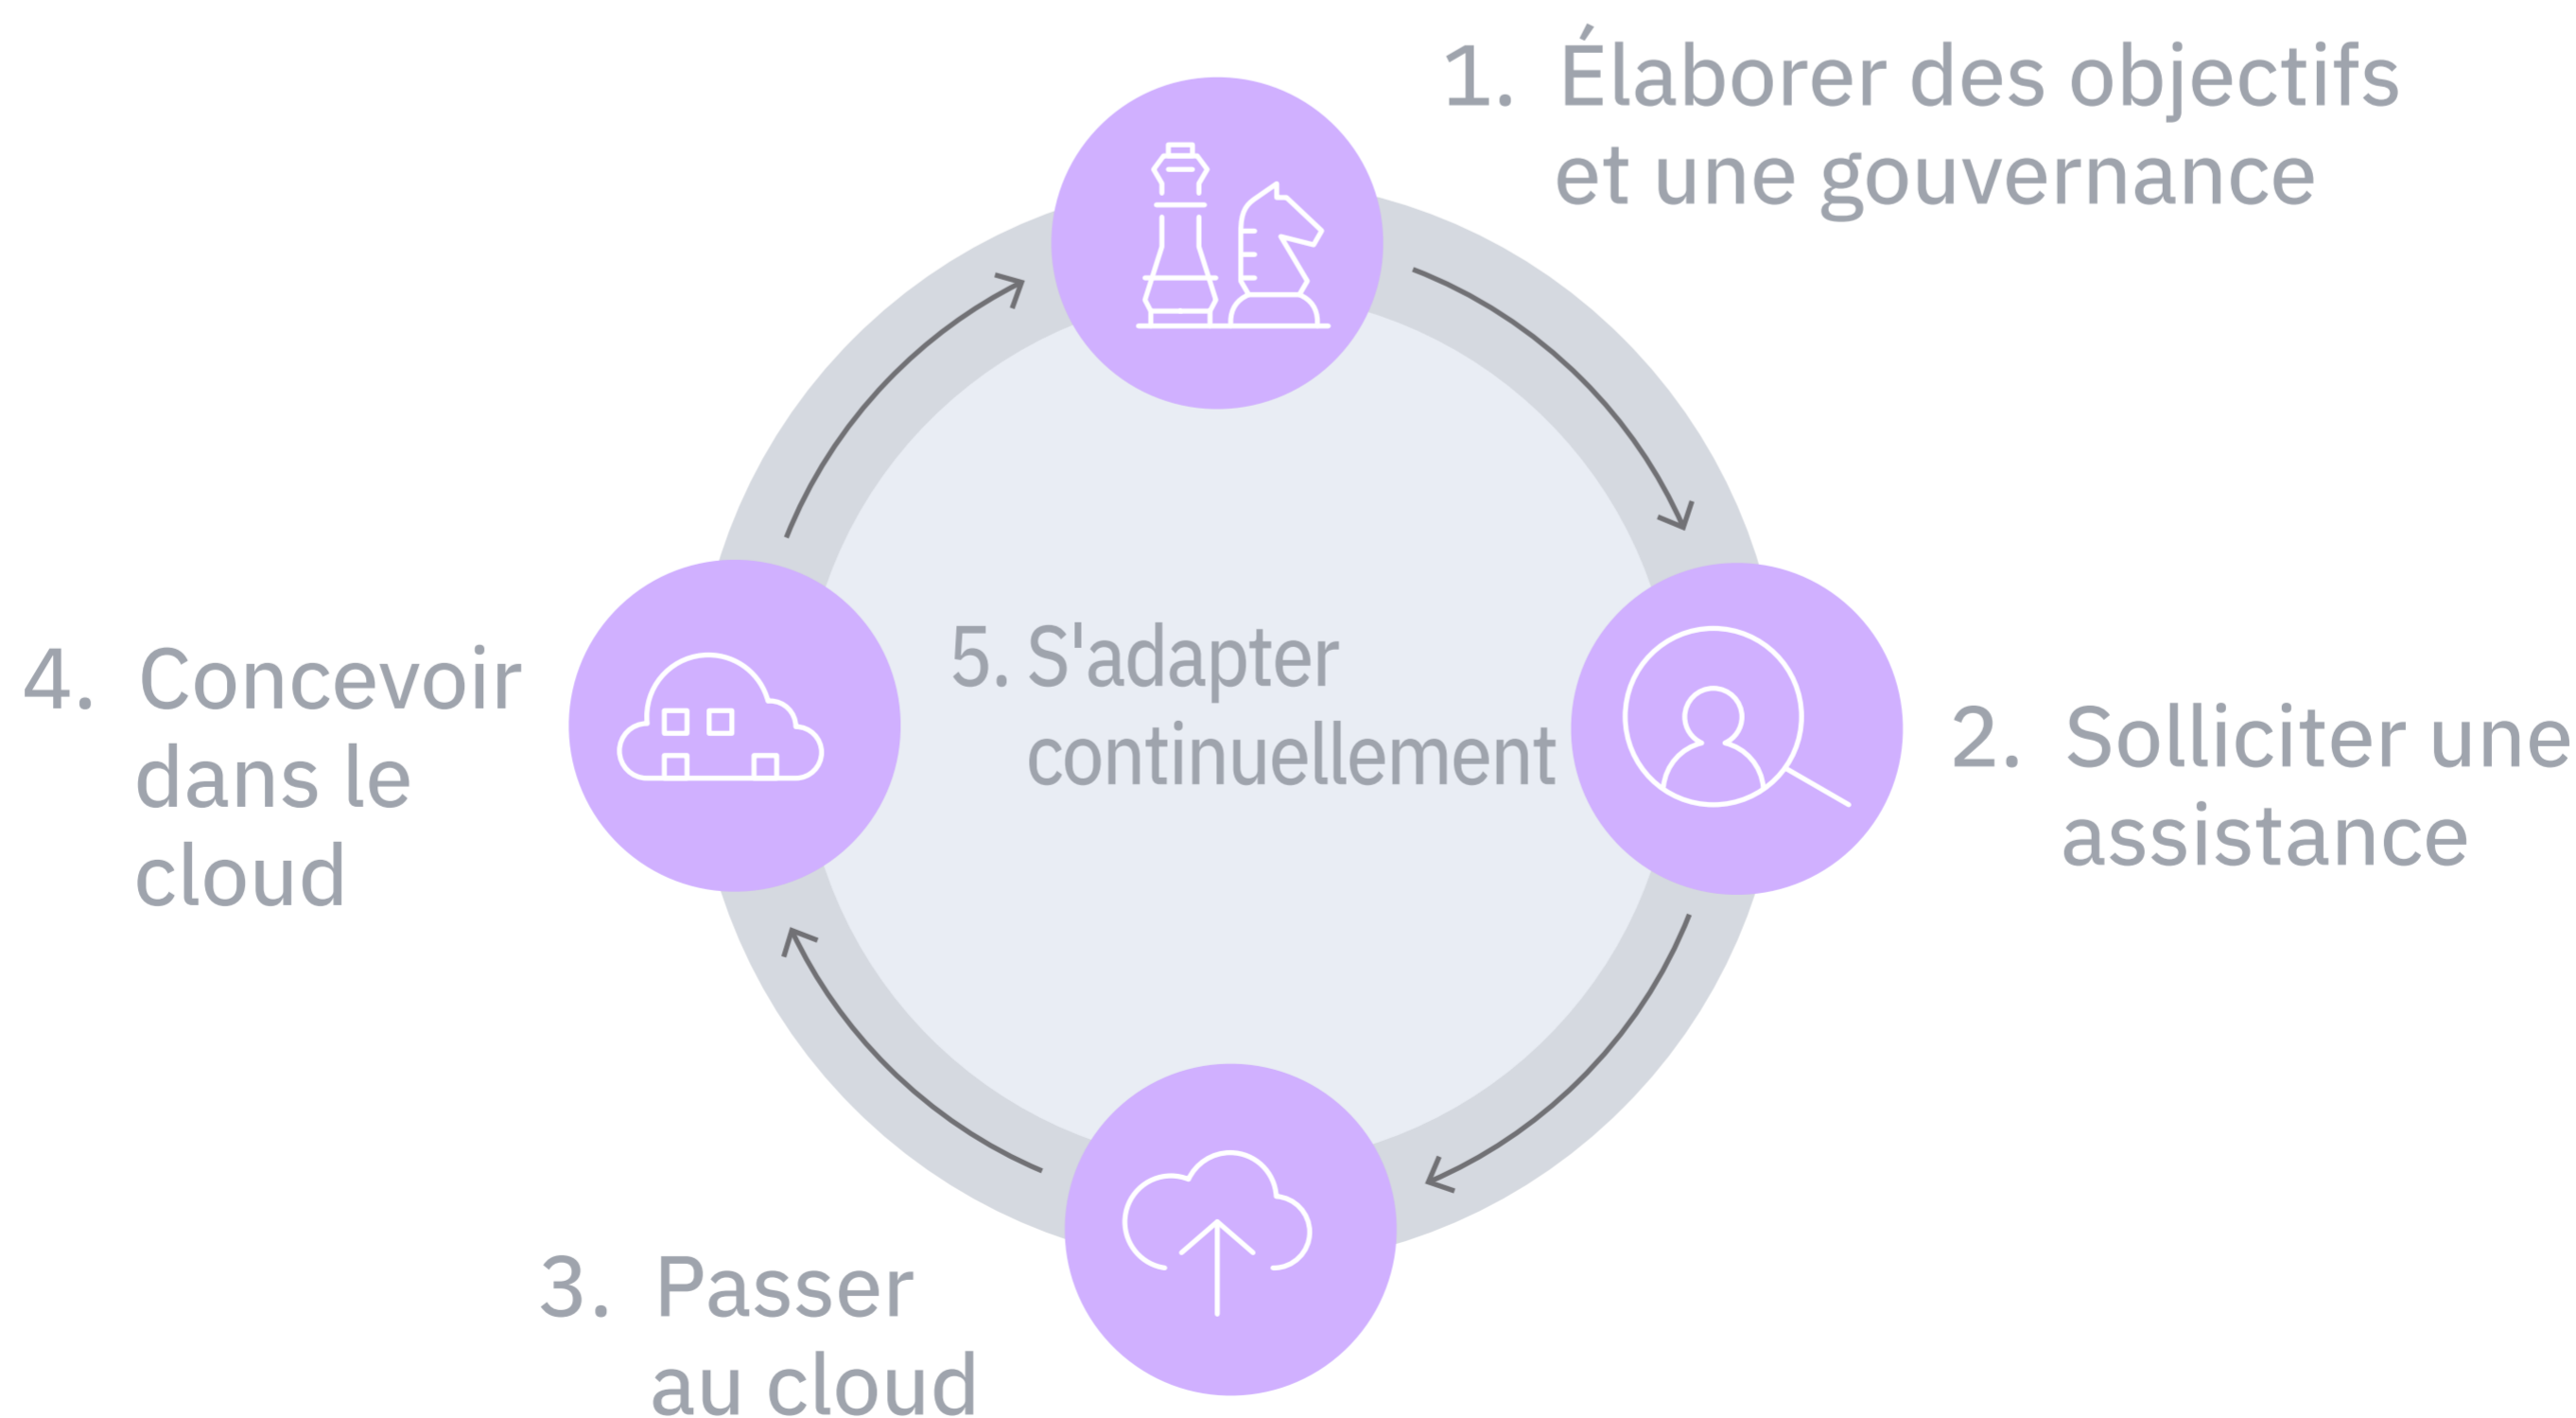 1. Élaborer des objectifs
et une gouvernance
2. Solliciter une
assistance
3. Passer
au cloud
4. Concevoir
dans le
cloud
5. S'adapter
continuellement